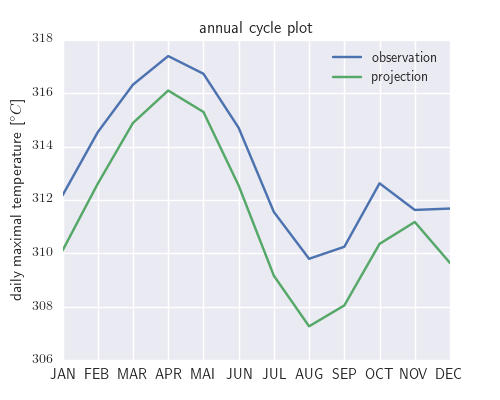 annual cycle plot
observation
projection
daily maximal temperature [°C]
318
316
314
312
310
308
306
JAN FEB MAR APR MAI JUN JUL AUG SEP OCT NOV DEC